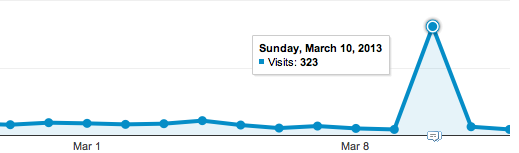 Sunday, March 10, 2013
Visits: 323
Mar 1
Mar 8